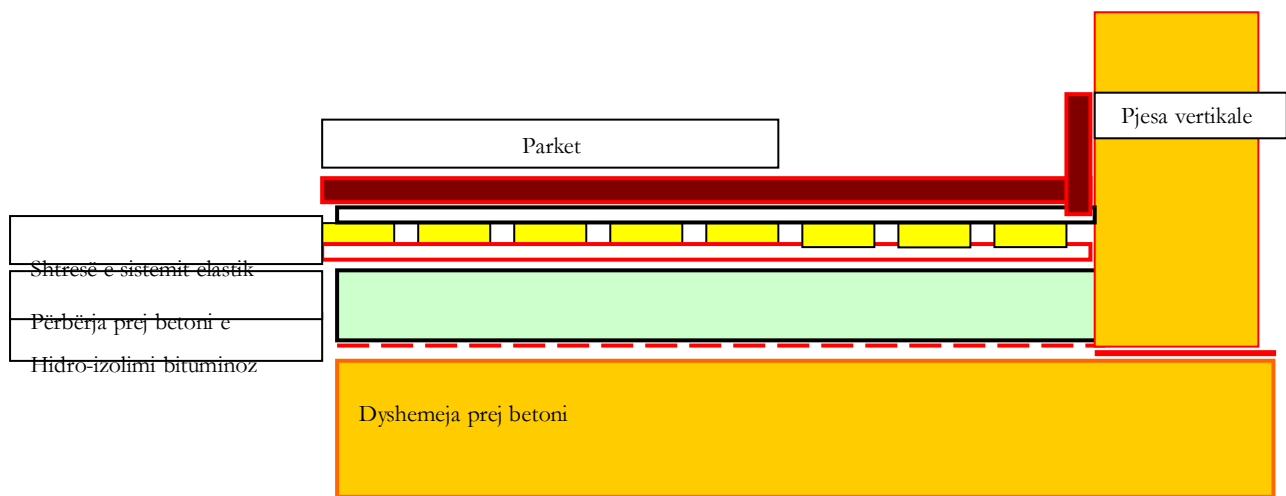 Pjesa vertikale
Parket
Shtresë e sistemit elastik
Përbërja prej betoni e
Hidro-izolimi bituminoz
Dyshemeja prej betoni